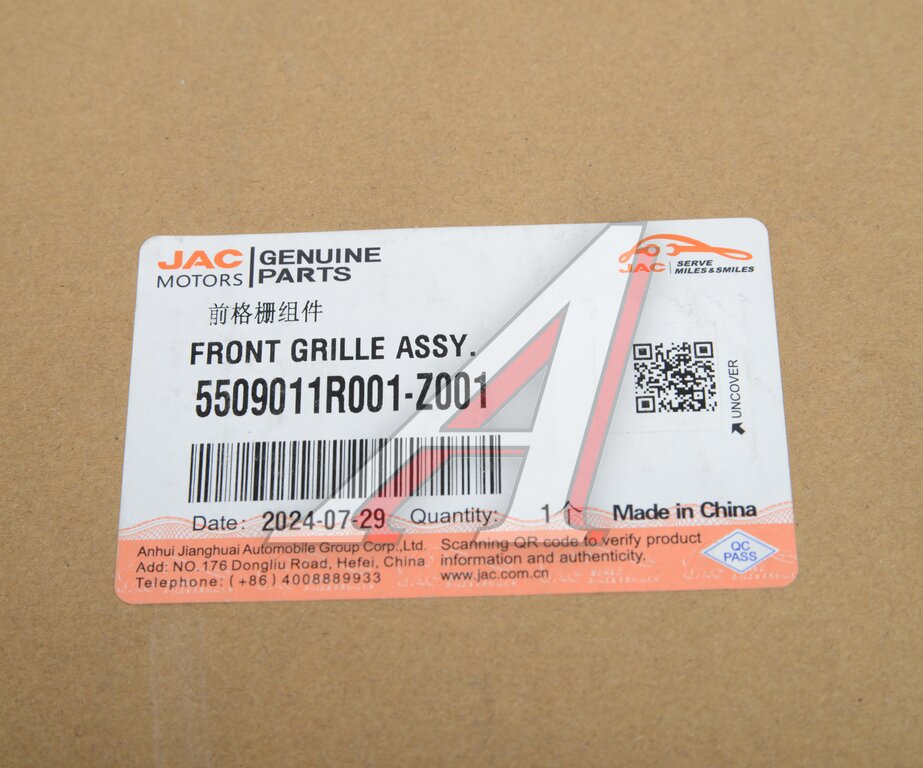 JAC
MOTORS
GENUINE
PARTS
JAC
SERVE
MILES & SMILES
前格栅组件
FRONT GRILLE ASSY.
5509011R001-Z001
UNCOVER
Date: 2024-07-29 Quantity: 1个 Made in China
Anhui Jianghuai Automobile Group Corp., Ltd.
Add: NO.176 Dongliu Road, Hefei, China
Telephone: (+86) 4008889933
Scanning QR code to verify product
information and authenticity.
www.jac.com.cn
QC
PASS